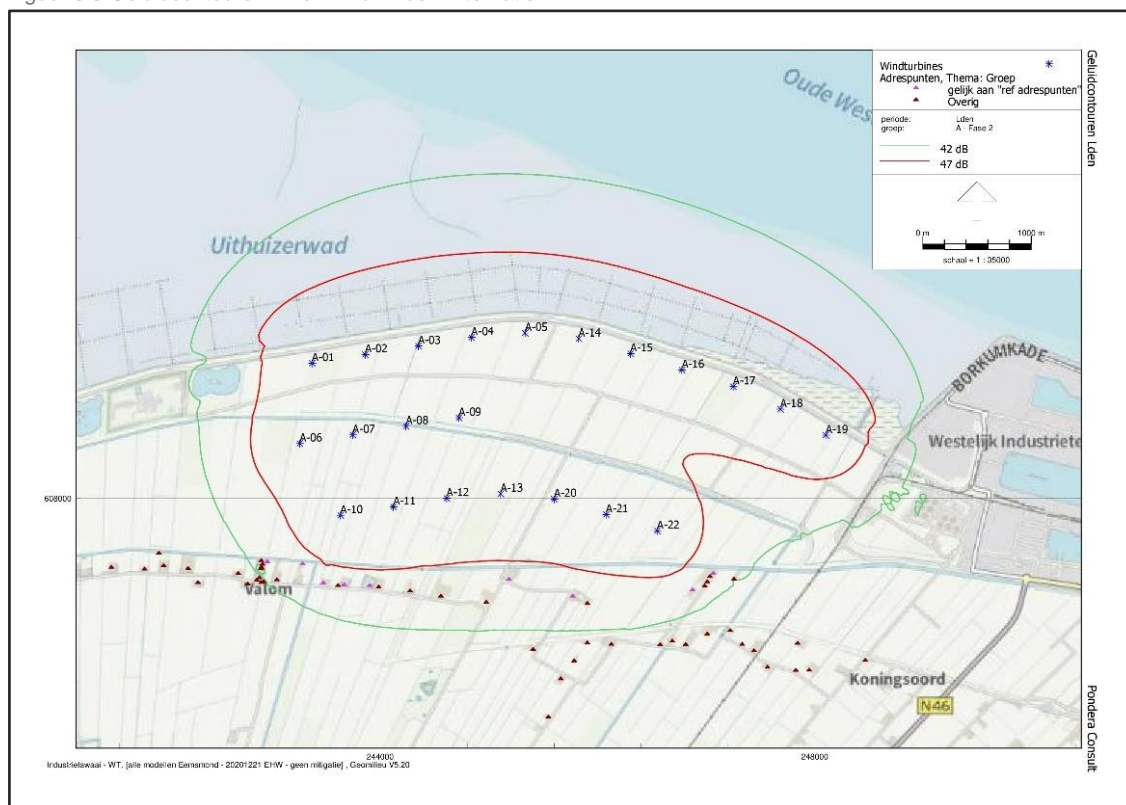 Oude Wes
Windturbines
Adrespunten, Thema: Groep
gelijk aan "ref adrespunten"
Overig
periode: Lden
groep: A - Fase 2
42 dB
47 dB
0 m 1000 m
schaal = 1 : 35000
Geluidcontouren Lden
Uithuizerwad
A-01
A-02
A-03
A-04
A-05
A-14
A-15
A-16
A-17
A-18
A-19
BORKUMKADE
Westelijk Industriete
A-06
A-07
A-08
A-09
608000
A-10
A-11
A-12
A-13
A-20
A-21
A-22
Valom
Koningsoord
N46
Pondera Consult
244000 248000
Industrielawaai - WT, [alle modellen Eemsmond - 20201221 EHW - geen mitigatie] , Geomilieu V5.20